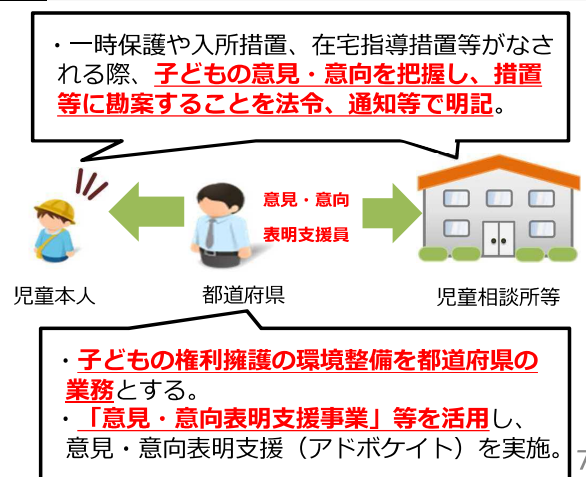 ・一時保護や入所措置、在宅指導措置等がなさ
れる際、子どもの意見・意向を把握し、措置
等に勘案することを法令、通知等で明記。
意見・意向
表明支援員
児童本人
都道府県
児童相談所等
・子どもの権利擁護の環境整備を都道府県の
業務とする。
・「意見・意向表明支援事業」等を活用し、
意見・意向表明支援（アドボケイト）を実施。
7